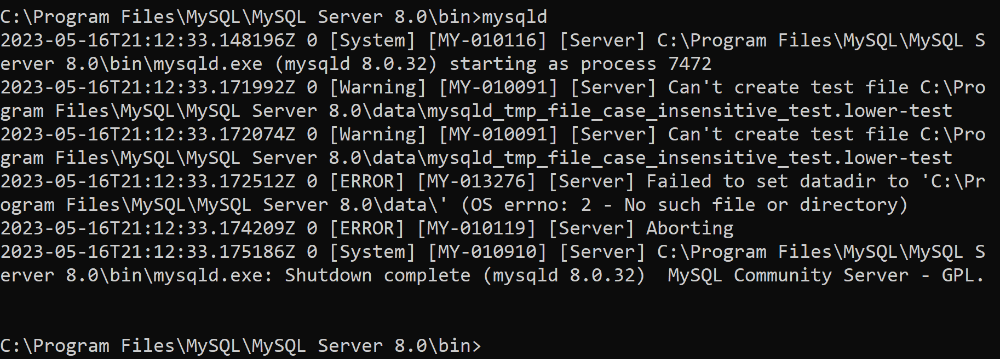 C:\Program Files\MySQL\MySQL Server 8.0\bin>mysqld
2023-05-16T21:12:33.148196Z 0 [System] [MY-010116] [Server] C:\Program Files\MySQL\MySQL S
erver 8.0\bin\mysqld.exe (mysqld 8.0.32) starting as process 7472
2023-05-16T21:12:33.171992Z 0 [Warning] [MY-010091] [Server] Can't create test file C:\Pro
gram Files\MySQL\MySQL Server 8.0\data\mysqld_tmp_file_case_insensitive_test.lower-test
2023-05-16T21:12:33.172074Z 0 [Warning] [MY-010091] [Server] Can't create test file C:\Pro
gram Files\MySQL\MySQL Server 8.0\data\mysqld_tmp_file_case_insensitive_test.lower-test
2023-05-16T21:12:33.172512Z 0 [ERROR] [MY-013276] [Server] Failed to set datadir to 'C:\Pr
ogram Files\MySQL\MySQL Server 8.0\data\' (OS errno: 2 - No such file or directory)
2023-05-16T21:12:33.174209Z 0 [ERROR] [MY-010119] [Server] Aborting
2023-05-16T21:12:33.175186Z 0 [System] [MY-010910] [Server] C:\Program Files\MySQL\MySQL S
erver 8.0\bin\mysqld.exe: Shutdown complete (mysqld 8.0.32)  MySQL Community Server - GPL.
C:\Program Files\MySQL\MySQL Server 8.0\bin>